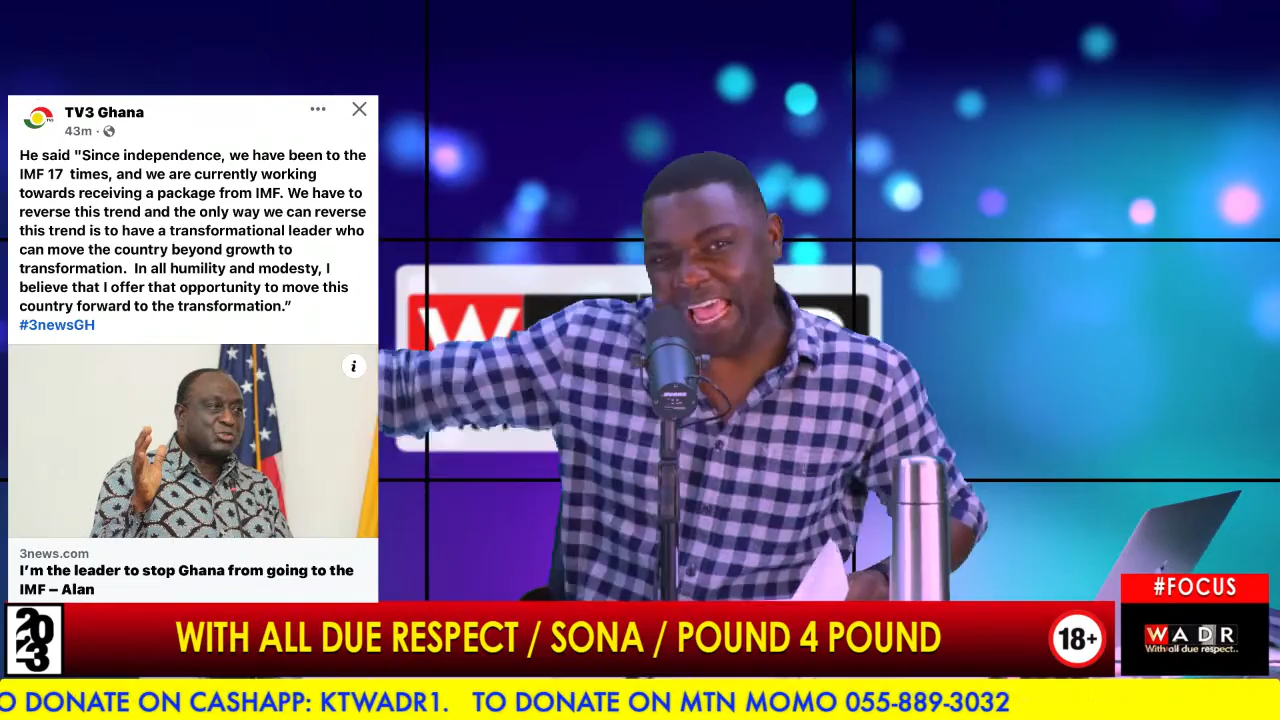 TV3 Ghana
43m ·
He said "Since independence, we have been to the
IMF 17 times, and we are currently working
towards receiving a package from IMF. We have to
reverse this trend and the only way we can reverse
this trend is to have a transformational leader who
can move the country beyond growth to
transformation. In all humility and modesty, I
believe that I offer that opportunity to move this
country forward to the transformation.”
#3newsGH
i
3news.com
I’m the leader to stop Ghana from going to the
IMF – Alan
W
SHURE
#FOCUS
2023
WITH ALL DUE RESPECT / SONA / POUND 4 POUND
18+
WADR
With all due respect..
O DONATE ON CASHAPP: KTWADR1. TO DONATE ON MTN MOMO 055-889-3032